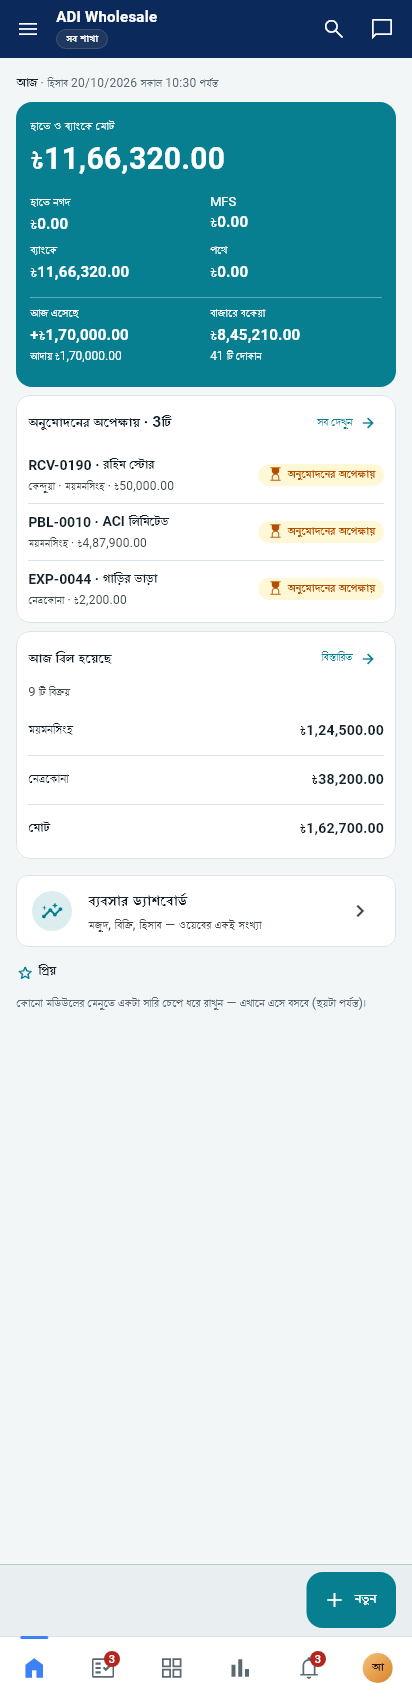 ADI Wholesale
সব শাখা
আজ · হিসাব 20/10/2026 সকাল 10:30 পর্যন্ত
হাতে ও ব্যাংকে মোট
৳11,66,320.00
হাতে নগদ
MFS
৳0.00
৳0.00
ব্যাংকে
পথে
৳11,66,320.00
৳0.00
আজ এসেছে
বাজারে বকেয়া
+৳1,70,000.00
৳8,45,210.00
আদায় ৳1,70,000.00
41 টি দোকান
অনুমোদনের অপেক্ষায় · 3টি
সব দেখুন
RCV-0190 · রহিম স্টোর
কেন্দুয়া · ময়মনসিংহ · ৳50,000.00
অনুমোদনের অপেক্ষায়
PBL-0010 · ACI লিমিটেড
ময়মনসিংহ · ৳4,87,900.00
অনুমোদনের অপেক্ষায়
EXP-0044 · গাড়ির ভাড়া
নেত্রকোনা · ৳2,200.00
অনুমোদনের অপেক্ষায়
আজ বিল হয়েছে
বিস্তারিত
9 টি বিক্রয়
ময়মনসিংহ
৳1,24,500.00
নেত্রকোনা
৳38,200.00
মোট
৳1,62,700.00
ব্যবসার ড্যাশবোর্ড
মজুদ, বিক্রি, হিসাব — ওয়েবের একই সংখ্যা
প্রিয়
কোনো মডিউলের মেনুতে একটা সারি চেপে ধরে রাখুন — এখানে এসে বসবে (ছয়টা পর্যন্ত)।
নতুন
3
3
আ